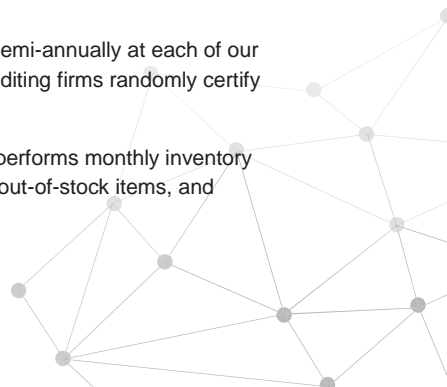 emi-annually at each of our
diting firms randomly certify
performs monthly inventory
out-of-stock items, and